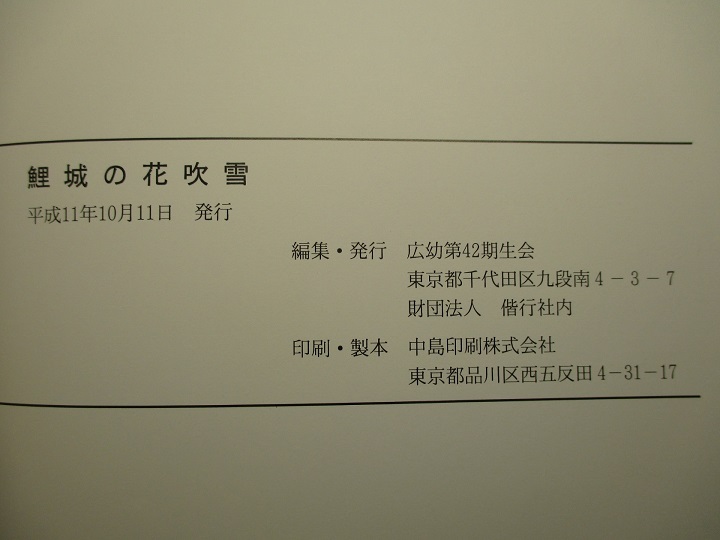 鯉城の花吹雪
平成11年10月11日 発行
編集・発行 広幼第42期生会
東京都千代田区九段南4－3－7
財団法人 偕行社内
印刷・製本 中島印刷株式会社
東京都品川区西五反田4－31－17